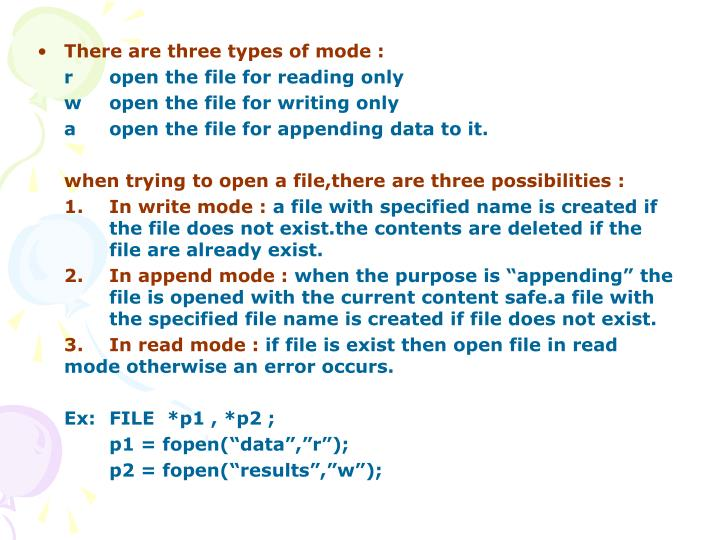 • There are three types of mode :
r open the file for reading only
w open the file for writing only
a open the file for appending data to it.
when trying to open a file,there are three possibilities :
1. In write mode : a file with specified name is created if
the file does not exist.the contents are deleted if the
file are already exist.
2. In append mode : when the purpose is “appending” the
file is opened with the current content safe.a file with
the specified file name is created if file does not exist.
3. In read mode : if file is exist then open file in read
mode otherwise an error occurs.
Ex: FILE *p1 , *p2 ;
p1 = fopen(“data”,”r”);
p2 = fopen(“results”,”w”);